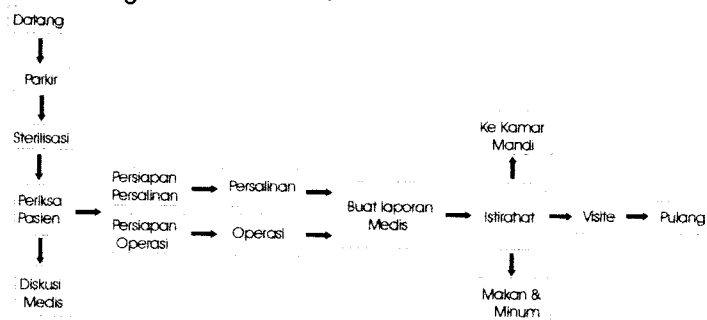 Datang
Parkir
Sterilisasi
Periksa
Pasien
Diskusi
Medis
Persiapan
Persalinan
Persiapan
Operasi
Persalinan
Operasi
Buat laporan
Medis
Ke Kamar
Mandi
Istirahat
Makan &
Minum
Visite
Pulang